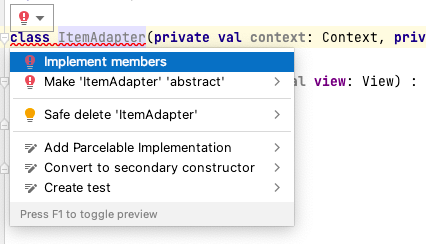 class ItemAdapter(private val context: Context, priv
Implement members
Make 'ItemAdapter' 'abstract'
al view: View) :
Safe delete 'ItemAdapter'
Add Parcelable Implementation
Convert to secondary constructor
Create test
Press F1 to toggle preview